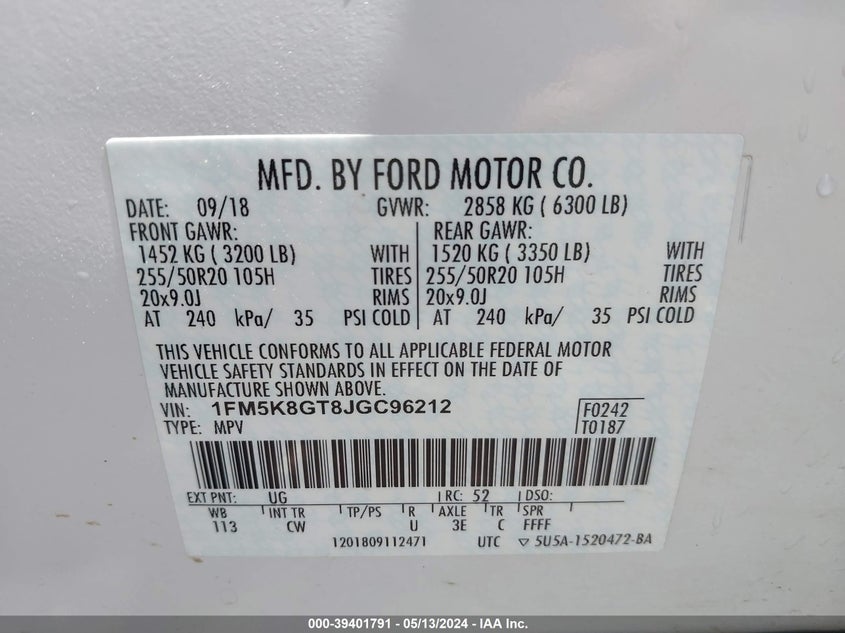 MFD. BY FORD MOTOR CO.
DATE: 09/18 GVWR: 2858 KG ( 6300 LB)
FRONT GAWR: REAR GAWR:
1452 KG ( 3200 LB) WITH 1520 KG ( 3350 LB) WITH
255/50R20 105H TIRES 255/50R20 105H TIRES
20x9.0J RIMS 20x9.0J RIMS
AT 240 kPa/ 35 PSI COLD AT 240 kPa/ 35 PSI COLD
THIS VEHICLE CONFORMS TO ALL APPLICABLE FEDERAL MOTOR
VEHICLE SAFETY STANDARDS IN EFFECT ON THE DATE OF
MANUFACTURE SHOWN ABOVE.
VIN: 1FM5K8GT8JGC96212 F0242
TYPE: MPV T0187
EXT PNT: UG RC: 52 DSO:
WB INT TR TP/PS R AXLE TR SPR
113 CW U 3E C FFFF
1201809112471 UTC ▽ 5U5A-1520472-BA
000-39401791 - 05/13/2024 - IAA Inc.